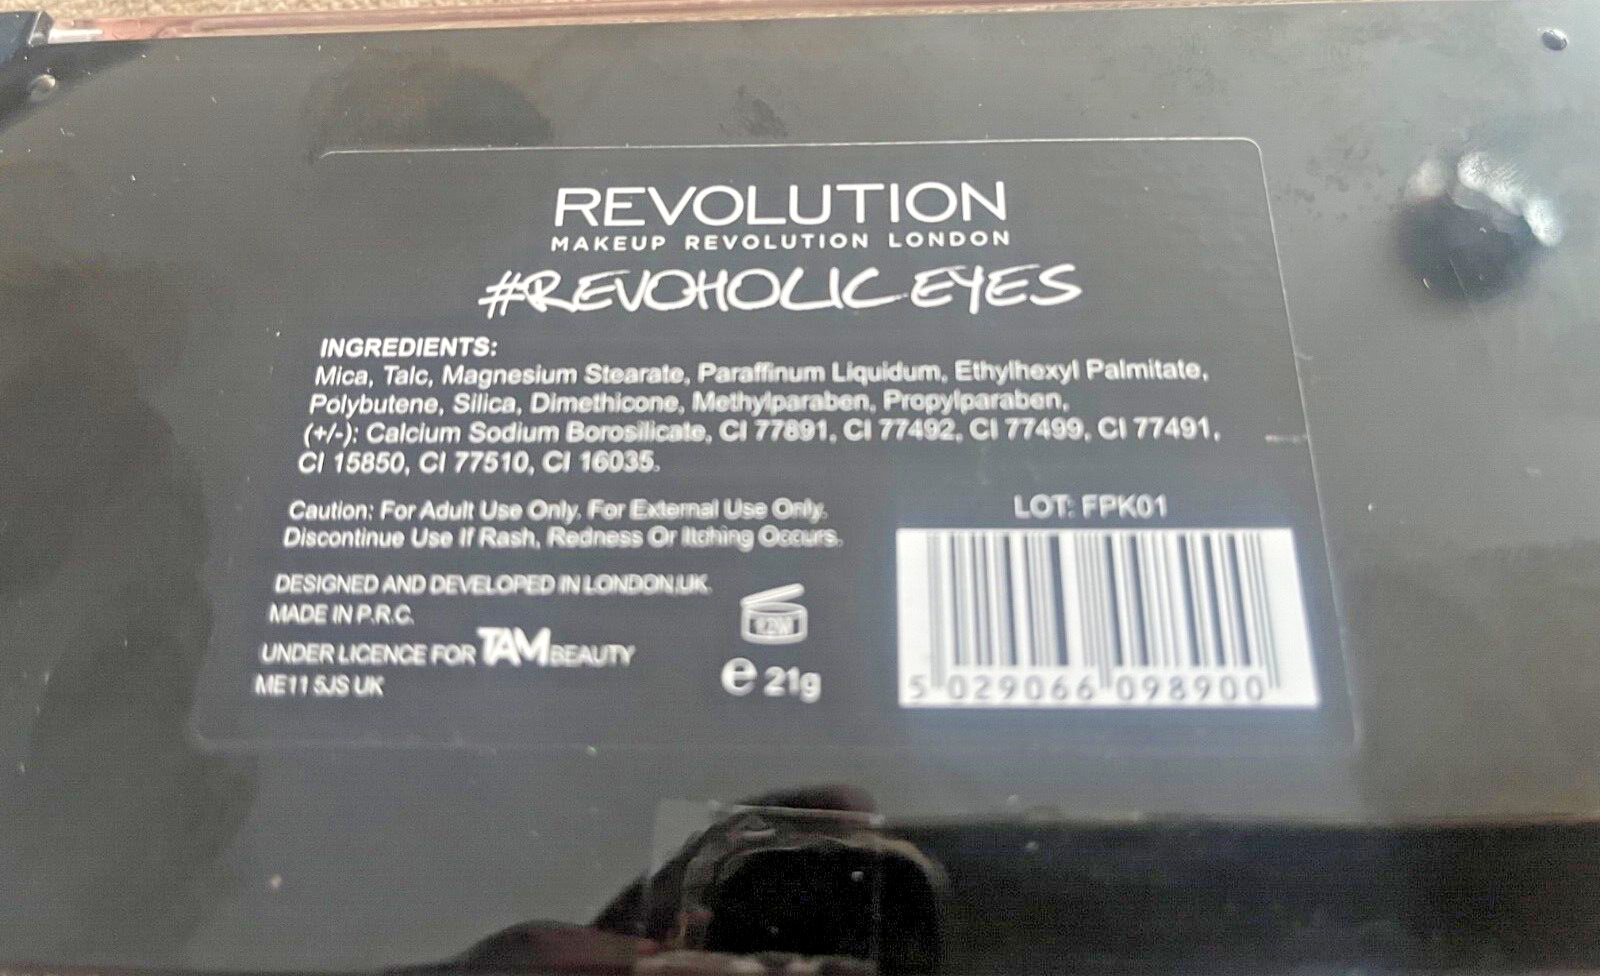 REVOLUTION
MAKEUP REVOLUTION LONDON
#REVOHOLIC EYES
INGREDIENTS:
Mica, Talc, Magnesium Stearate, Paraffinum Liquidum, Ethylhexyl Palmitate,
Polybutene, Silica, Dimethicone, Methylparaben, Propylparaben.
(+/-): Calcium Sodium Borosilicate, CI 77891, CI 77492, CI 77499, CI 77491,
CI 15850, CI 77510, CI 16035.
Caution: For Adult Use Only. For External Use Only.
Discontinue Use If Rash, Redness Or Itching Occurs.
DESIGNED AND DEVELOPED IN LONDON,UK.
MADE IN P.R.C.
UNDER LICENCE FOR TAM BEAUTY
ME11 5JS UK
12M
e 21g
LOT: FPK01
5 029066 098900